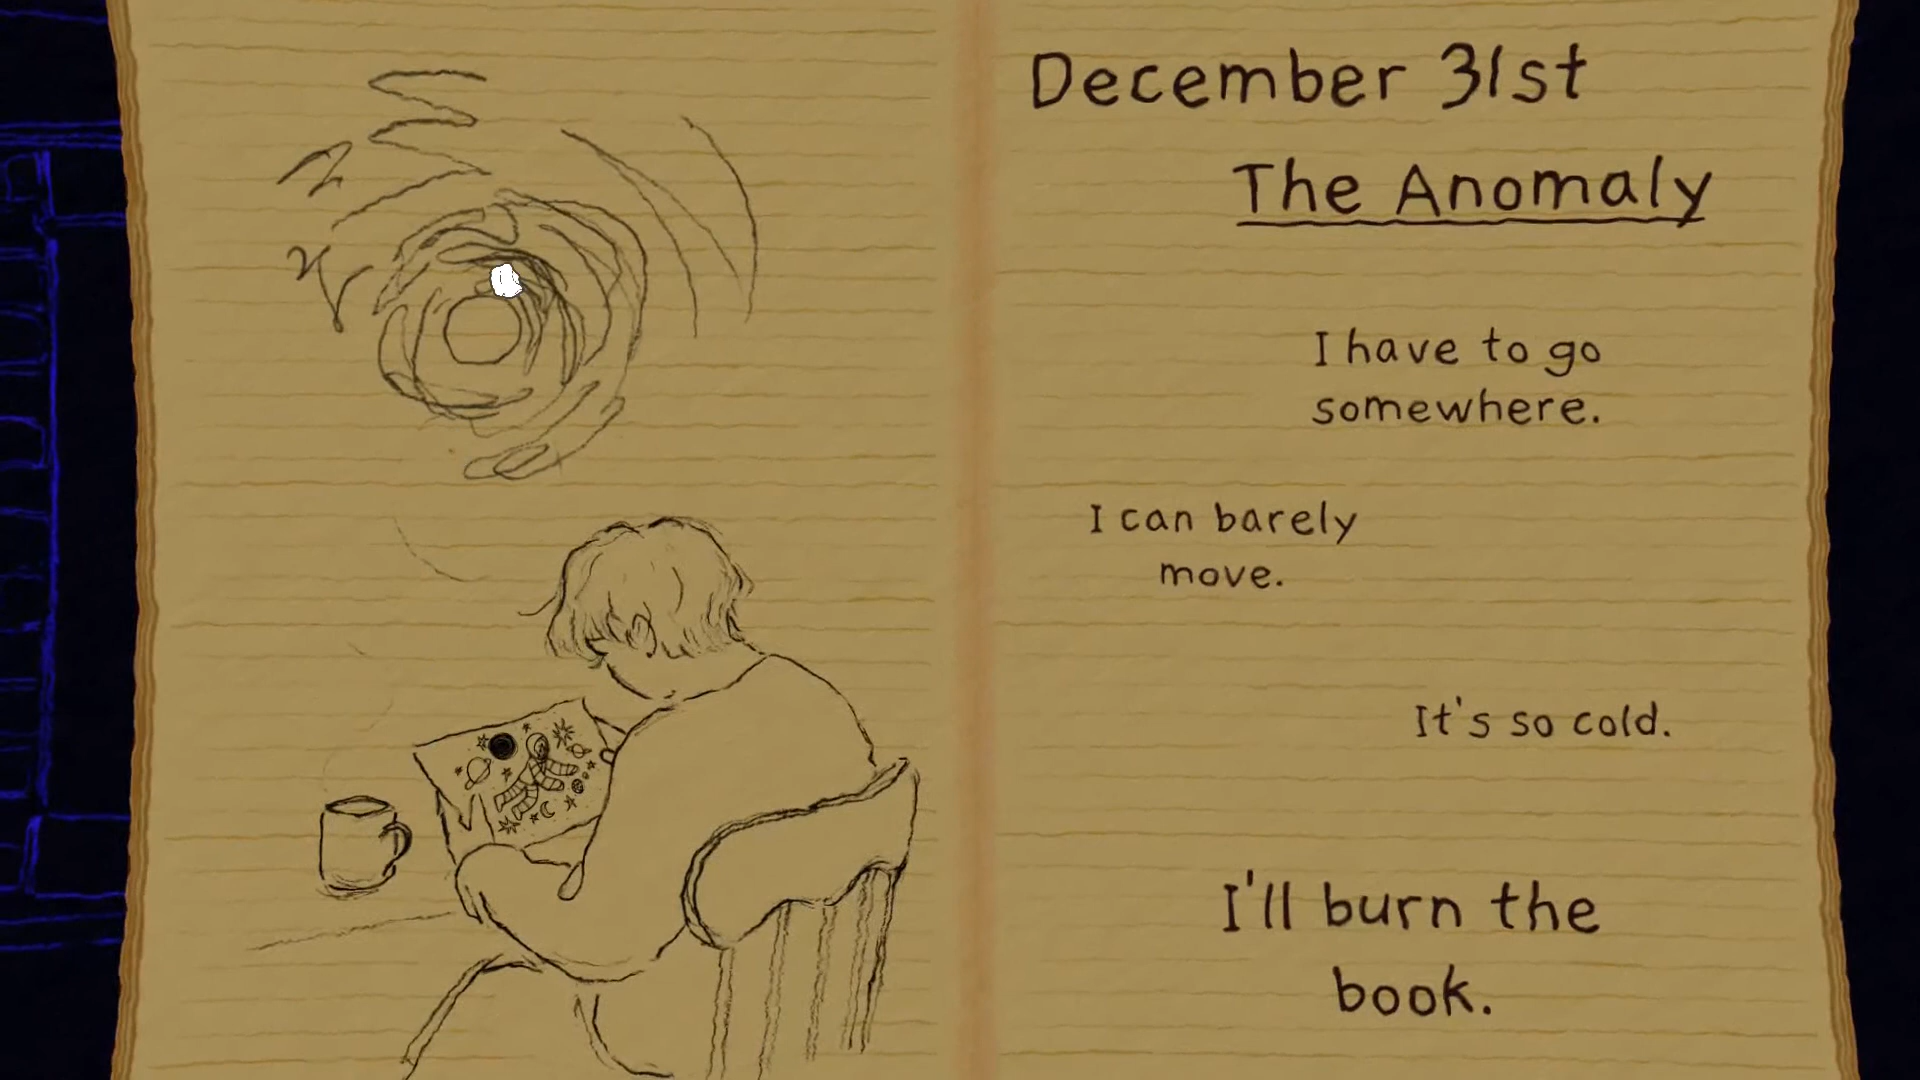 December 31st
The Anomaly
I have to go
somewhere.
I can barely
move.
It's so cold.
I'll burn the
book.